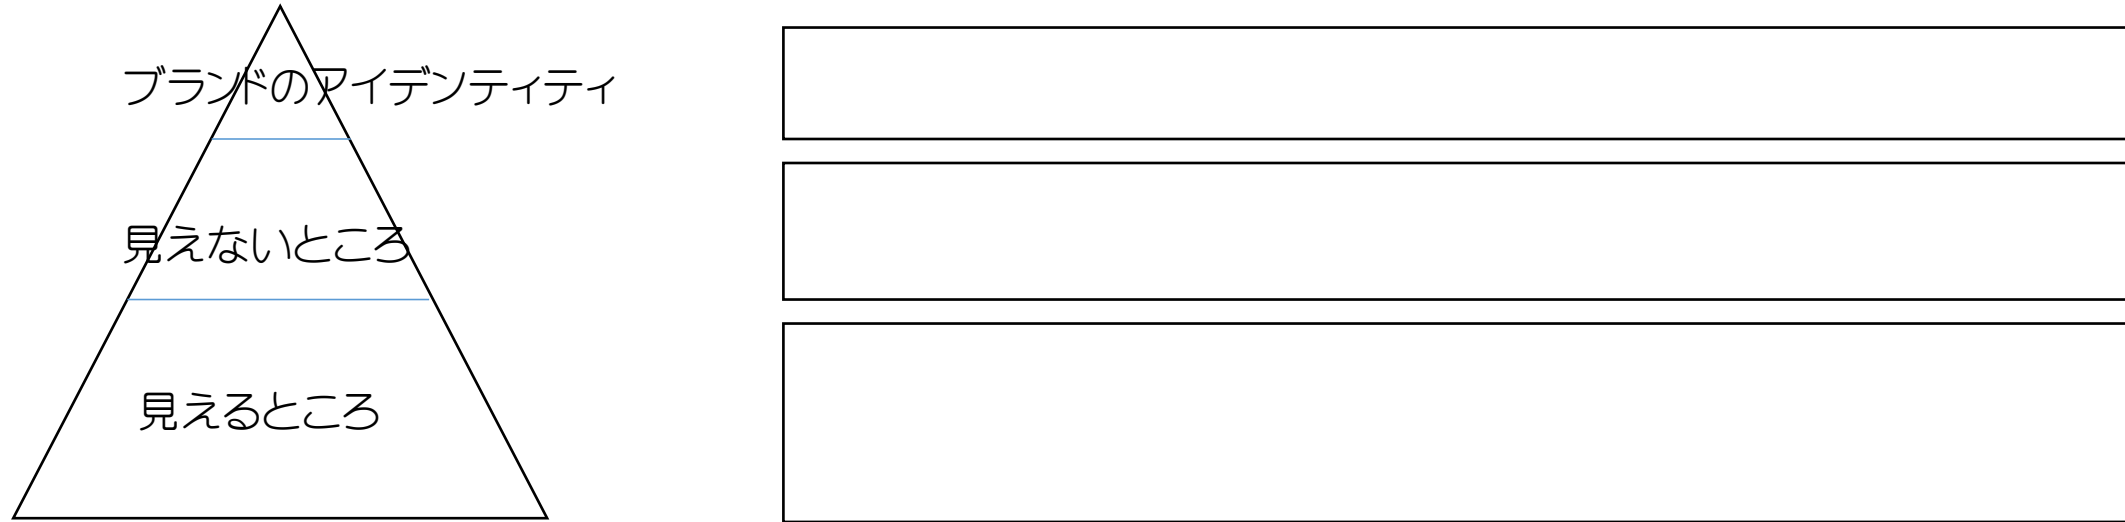 ブランドのアイデンティティ
見えないところ
見えるところ